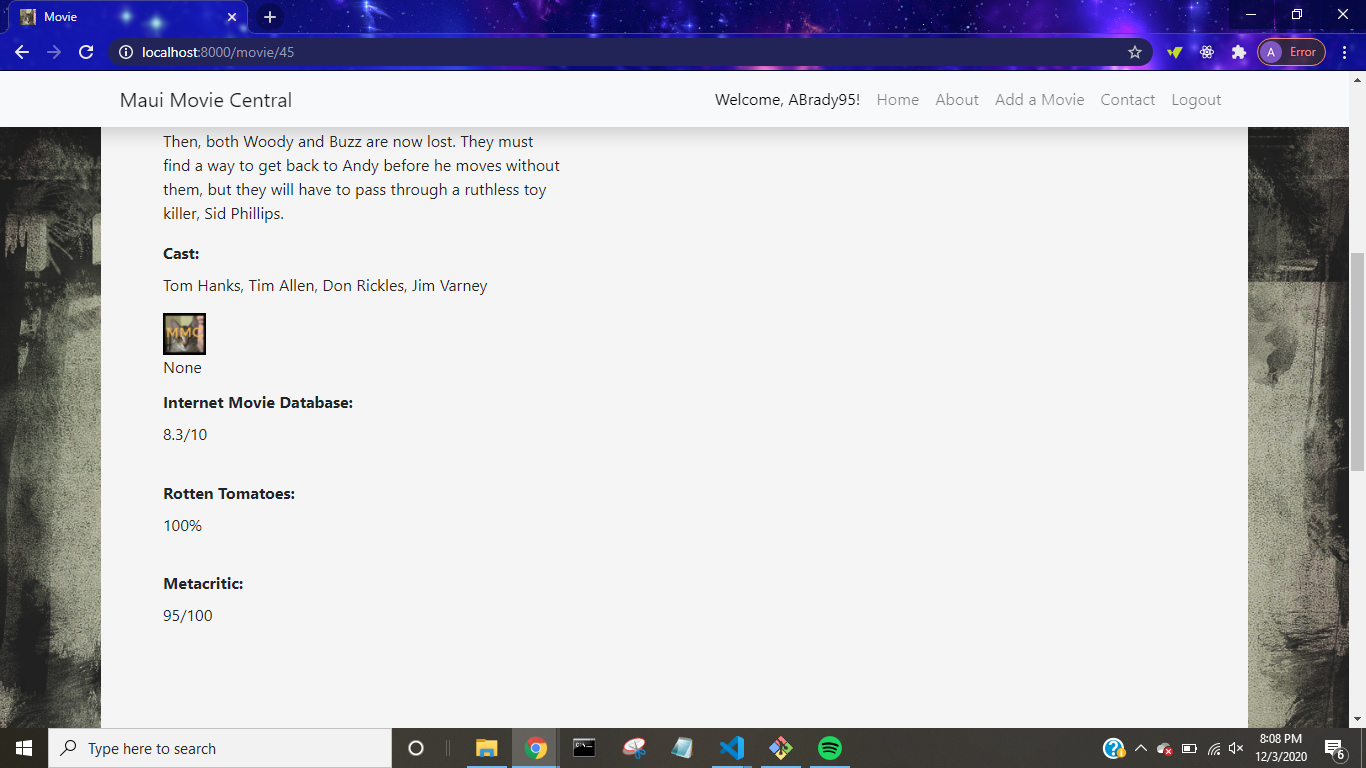 Movie
localhost:8000/movie/45
A Error
Maui Movie Central
Welcome, ABrady95! Home About Add a Movie Contact Logout
Then, both Woody and Buzz are now lost. They must
find a way to get back to Andy before he moves without
them, but they will have to pass through a ruthless toy
killer, Sid Phillips.
Cast:
Tom Hanks, Tim Allen, Don Rickles, Jim Varney
MMC
None
Internet Movie Database:
8.3/10
Rotten Tomatoes:
100%
Metacritic:
95/100
Type here to search
8:08 PM
12/3/2020
6